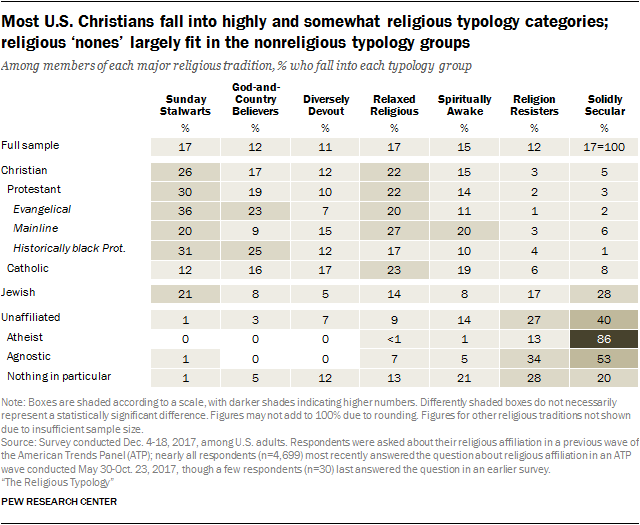 Most U.S. Christians fall into highly and somewhat religious typology categories;
religious ‘nones’ largely fit in the nonreligious typology groups
Among members of each major religious tradition, % who fall into each typology group
Sunday Stalwarts God-and-Country Believers Diversely Devout Relaxed Religious Spiritually Awake Religion Resisters Solidly Secular
% % % % % % %
Full sample 17 12 11 17 15 12 17=100
Christian 26 17 12 22 15 3 5
Protestant 30 19 10 22 14 2 3
Evangelical 36 23 7 20 11 1 2
Mainline 20 9 15 27 20 3 6
Historically black Prot. 31 25 12 17 10 4 1
Catholic 12 16 17 23 19 6 8
Jewish 21 8 5 14 8 17 28
Unaffiliated 1 3 7 9 14 27 40
Atheist 0 0 0 <1 1 13 86
Agnostic 1 0 0 7 5 34 53
Nothing in particular 1 5 12 13 21 28 20
Note: Boxes are shaded according to a scale, with darker shades indicating higher numbers. Differently shaded boxes do not necessarily
represent a statistically significant difference. Figures may not add to 100% due to rounding. Figures for other religious traditions not shown
due to insufficient sample size.
Source: Survey conducted Dec. 4-18, 2017, among U.S. adults. Respondents were asked about their religious affiliation in a previous wave of
the American Trends Panel (ATP); nearly all respondents (n=4,699) most recently answered the question about religious affiliation in an ATP
wave conducted May 30-Oct. 23, 2017, though a few respondents (n=30) last answered the question in an earlier survey.
“The Religious Typology”
PEW RESEARCH CENTER